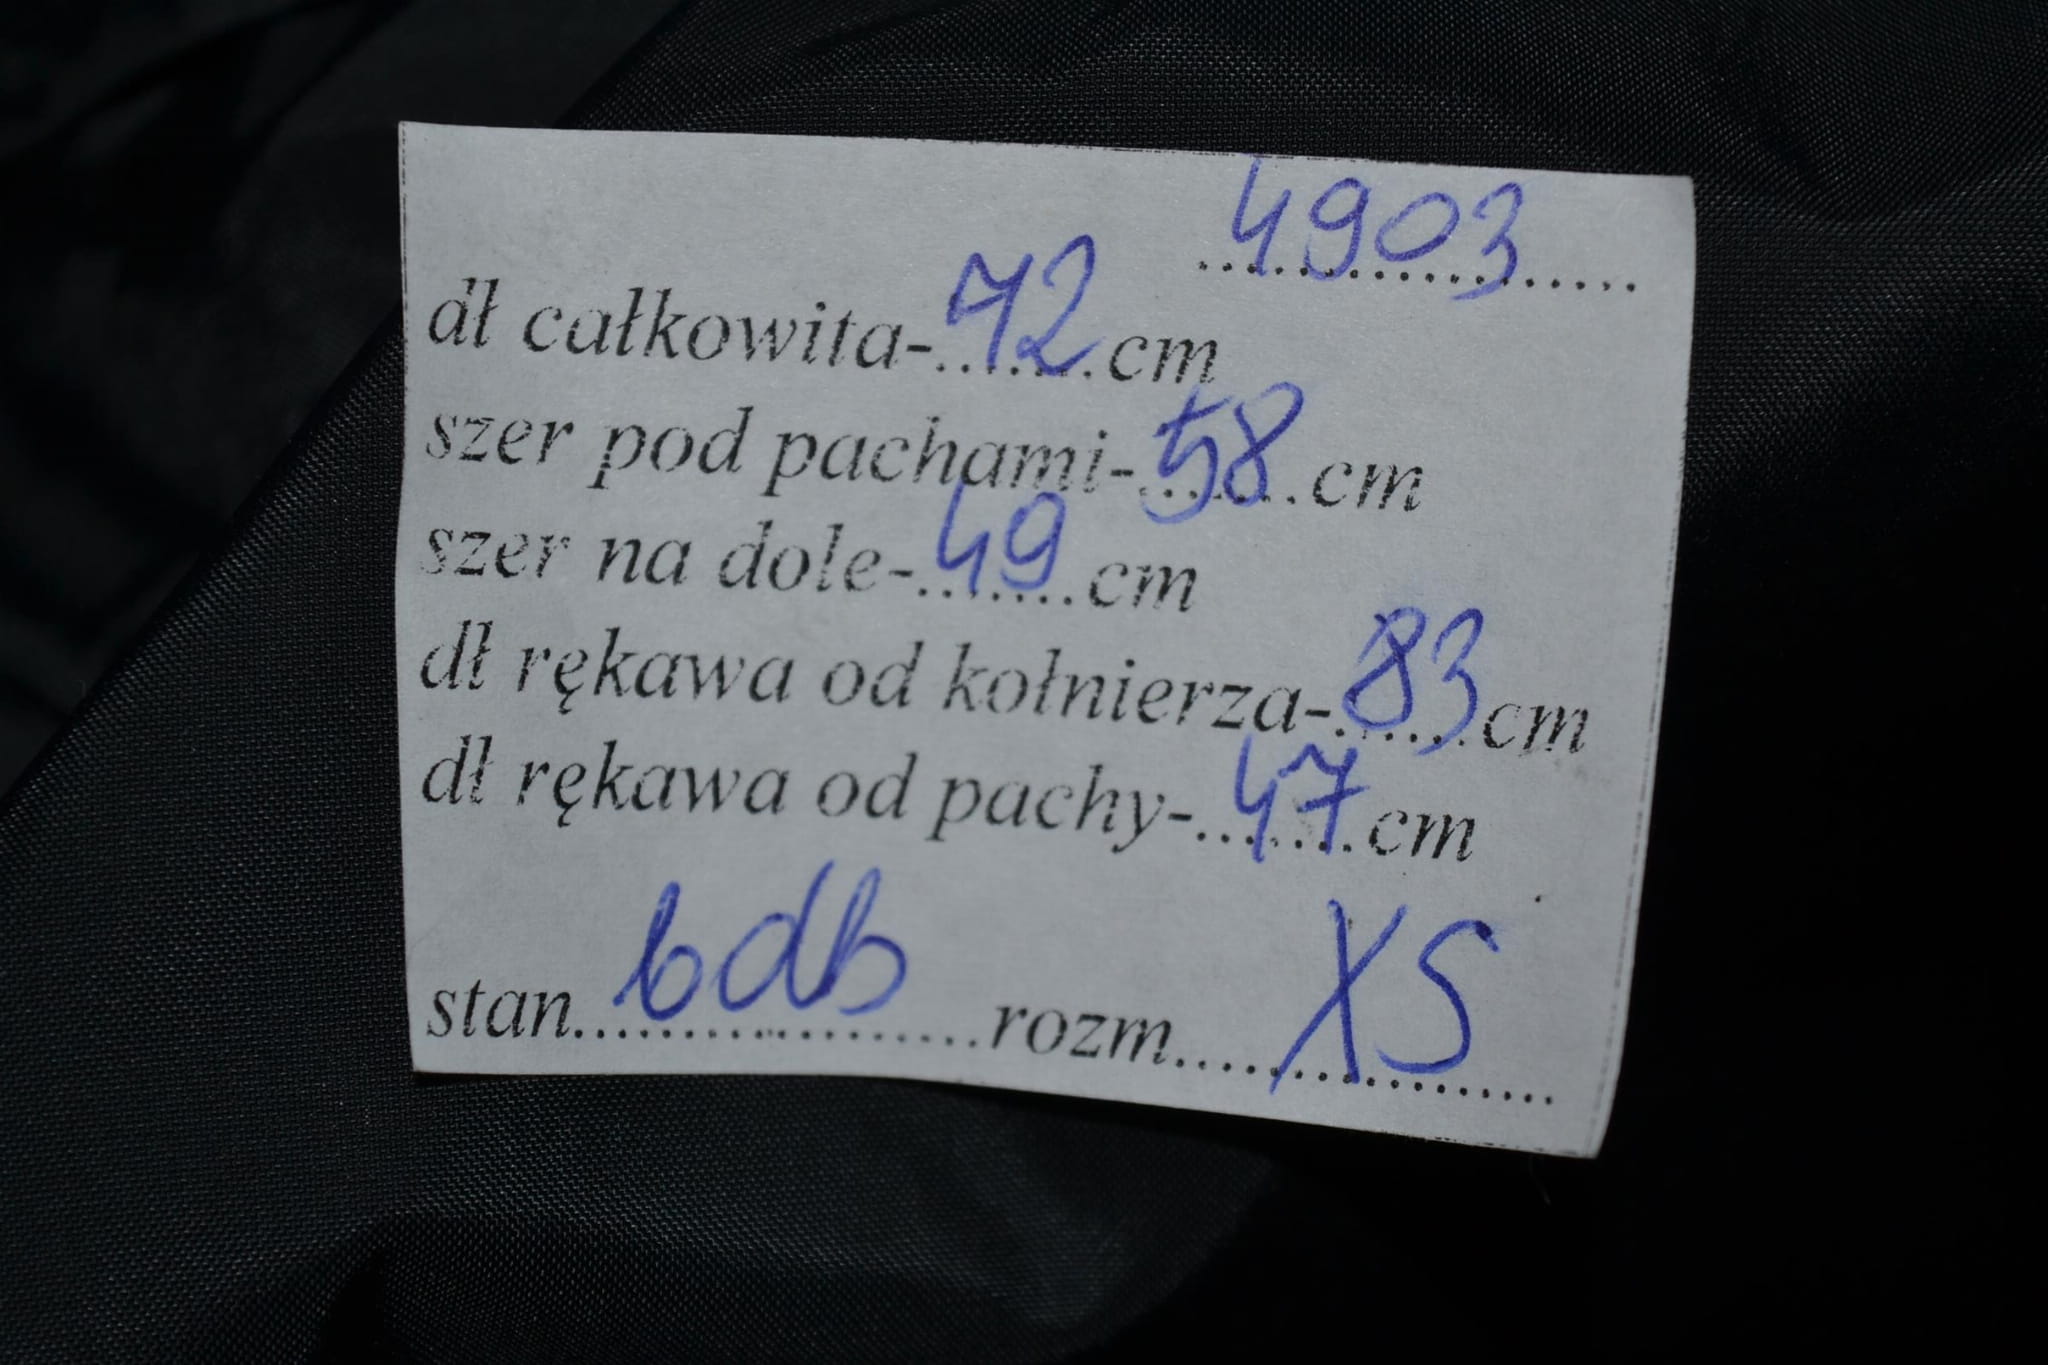 4903
dł całkowita-72cm
szer pod pachami-58cm
szer na dole-49cm
dł rękawa od kołnierza-83cm
dł rękawa od pachy-47cm
stan bdb rozm XS